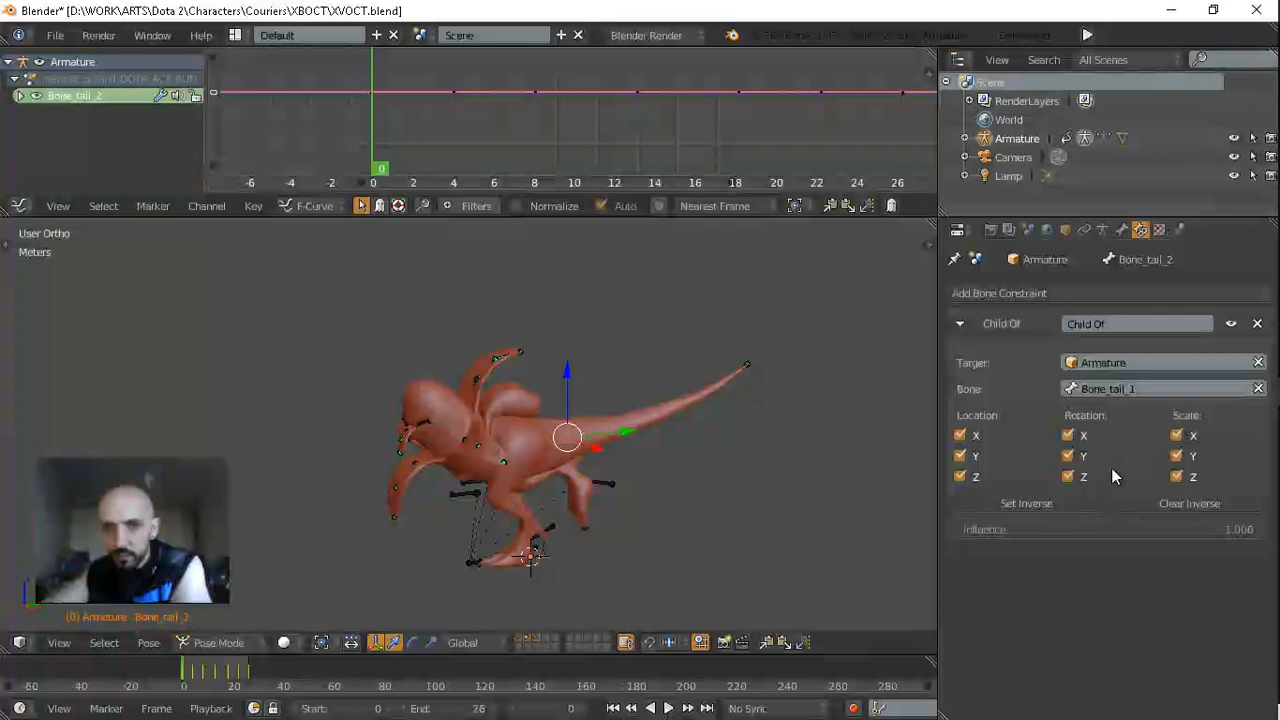 Blender* [D:\WORK\ARTS\Dota 2\Characters\Couriers\XBOCT\XVOCT.blend]
File Render Window Help Default Scene Blender Render
View Search All Scenes
Armature
Bone_tail_2
Scene
RenderLayers
World
Armature
Camera
Lamp
0
-6 -4 -2 0 2 4 6 8 10 12 14 16 18 20 22 24 26
View Select Marker Channel Key F-Curve Filters Normalize Auto Nearest Frame
User Ortho
Meters
Armature Bone_tail_2
Add Bone Constraint
Child Of Child Of
Target: Armature
Bone: Bone_tail_1
Location: Rotation: Scale:
X X X
Y Y Y
Z Z Z
Set Inverse Clear Inverse
Influence: 1.000
(0) Armature : Bone_tail_2
View Select Pose Pose Mode Global
-60 -40 -20 0 20 40 60 80 100 120 140 160 180 200 220 240 260 280
View Marker Frame Playback Start: 0 End: 26 0 No Sync